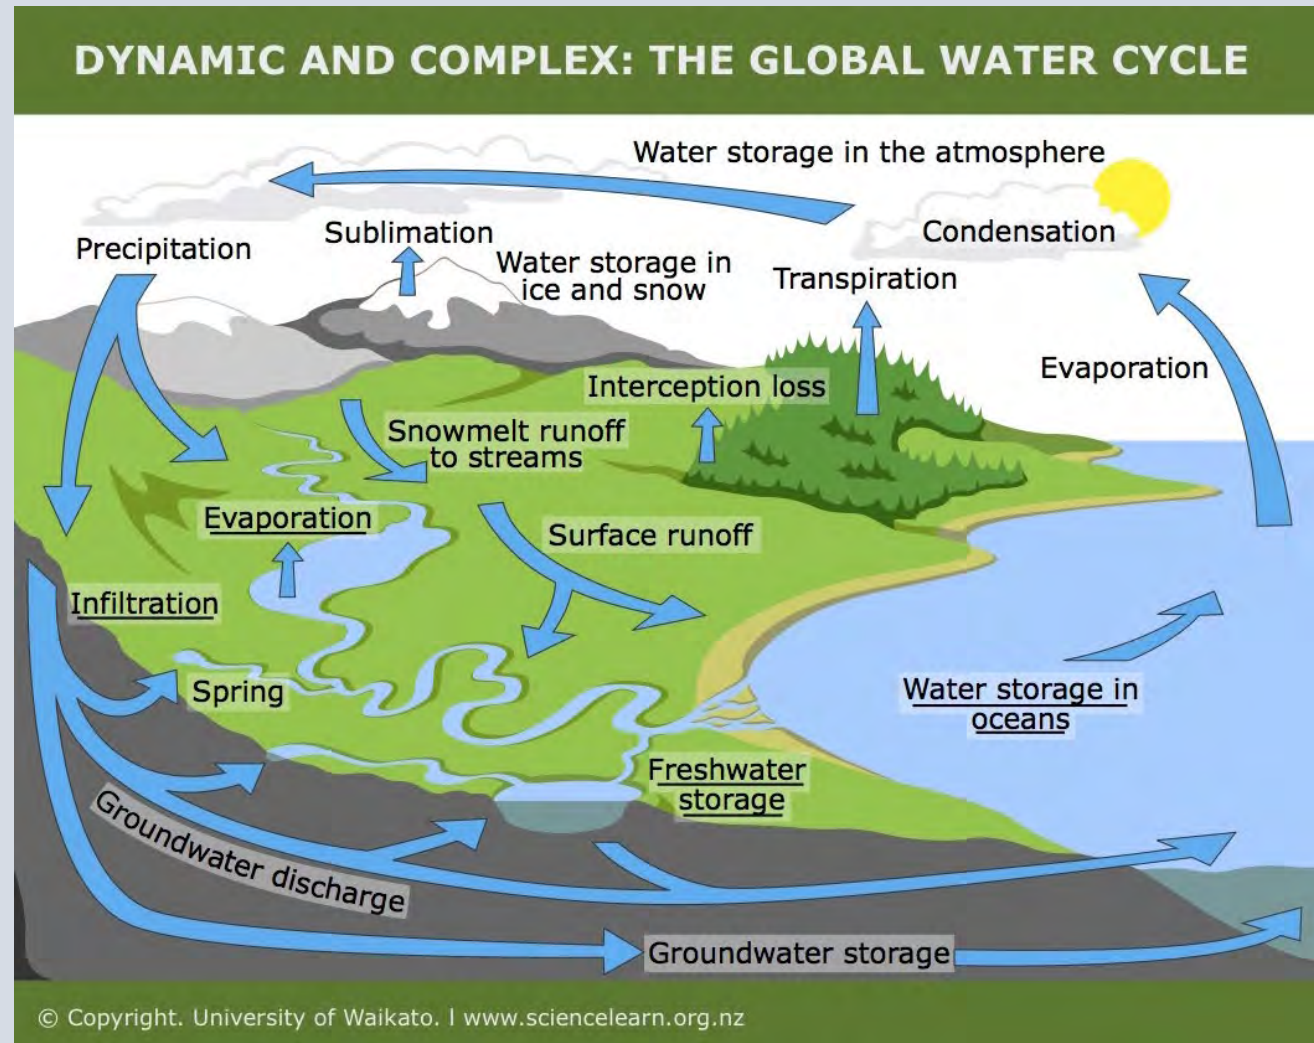 DYNAMIC AND COMPLEX: THE GLOBAL WATER CYCLE
Water storage in the atmosphere
Precipitation
Sublimation
Condensation
Water storage in
ice and snow
Transpiration
Evaporation
Interception loss
Snowmelt runoff
to streams
Evaporation
Surface runoff
Infiltration
Spring
Water storage in
oceans
Freshwater
storage
Groundwater discharge
Groundwater storage
© Copyright. University of Waikato. l www.sciencelearn.org.nz